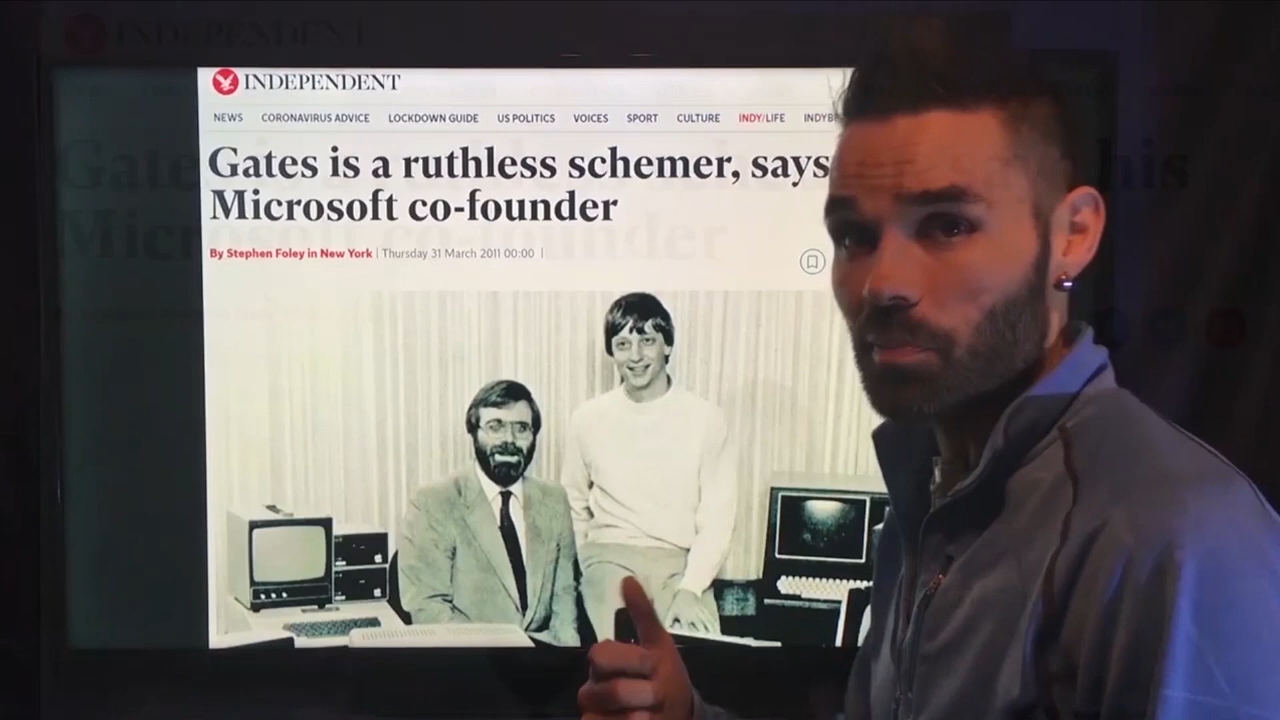 INDEPENDENT
NEWS CORONAVIRUS ADVICE LOCKDOWN GUIDE US POLITICS VOICES SPORT CULTURE INDY/LIFE
Gates is a ruthless schemer, says his
Microsoft co-founder
By Stephen Foley in New York | Thursday 31 March 2011 00:00 |